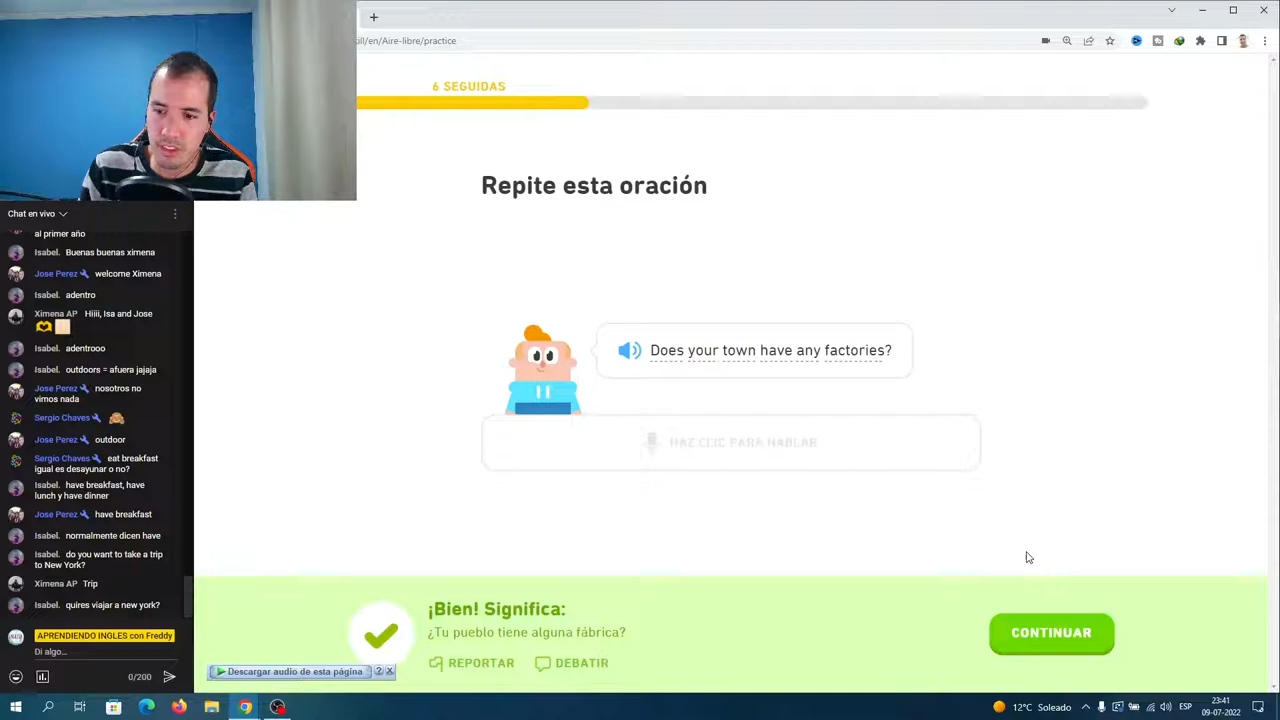 ill/en/Aire-libre/practice
6 SEGUIDAS
Repite esta oración
Does your town have any factories?
HAZ CLIC PARA HABLAR
¡Bien! Significa:
¿Tu pueblo tiene alguna fábrica?
REPORTAR DEBATIR
CONTINUAR
Descargar audio de esta página ? X
Chat en vivo
al primer año
Isabel. Buenas buenas ximena
Jose Perez welcome Ximena
Isabel. adentro
Ximena AP Hiiii, Isa and Jose
Isabel. adentrooo
Isabel. outdoors = afuera jajaja
Jose Perez nosotros no
vimos nada
Sergio Chaves
Jose Perez outdoor
Sergio Chaves eat breakfast
igual es desayunar o no?
Isabel. have breakfast, have
lunch y have dinner
Jose Perez have breakfast
Isabel. normalmente dicen have
Isabel. do you want to take a trip
to New York?
Ximena AP Trip
Isabel. quires viajar a new york?
APRENDIENDO INGLES con Freddy
Di algo...
0/200
12°C Soleado
ESP
23:41
09-07-2022